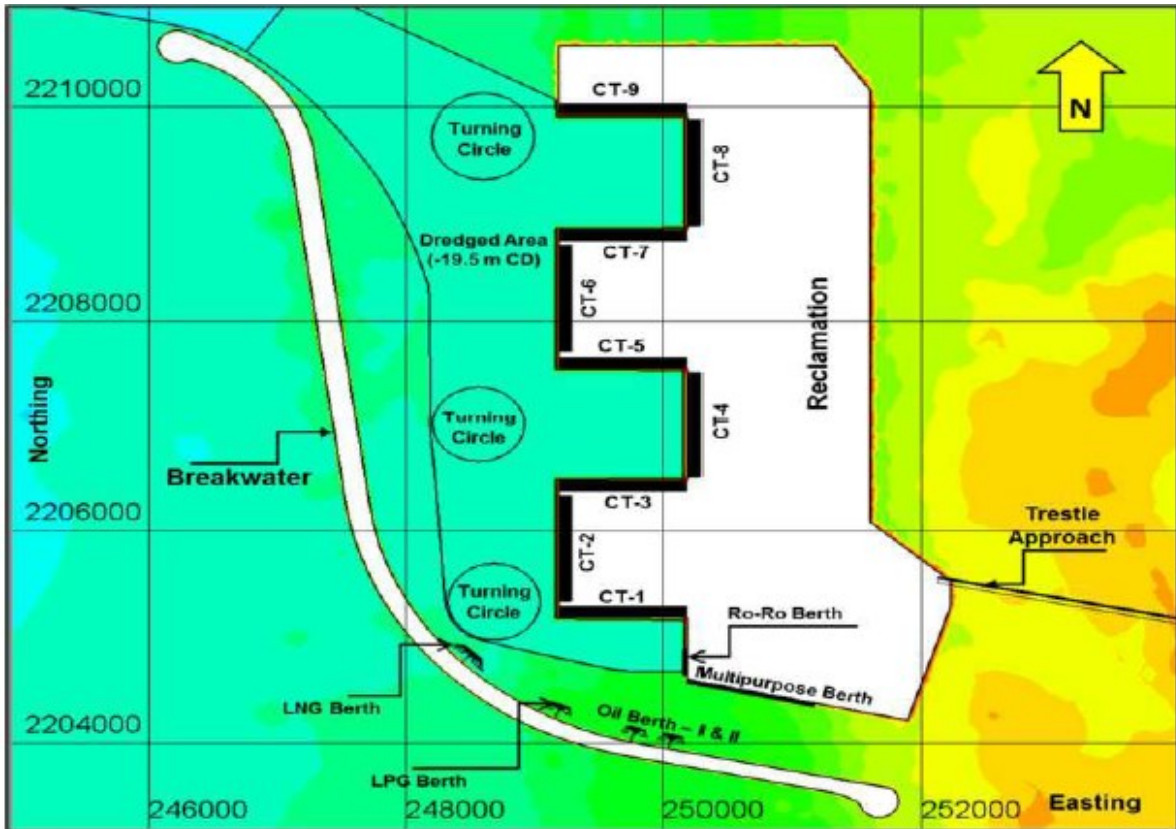 CT-9
2210000
N
Turning
Circle
CT-8
Dredged Area
(-19.5 m CD)
CT-7
CT-6
2208000
CT-5
Reclamation
Northing
Turning
Circle
CT-4
Breakwater
CT-3
2206000
Trestle
Approach
CT-2
Turning
Circle
CT-1
Ro-Ro Berth
Multipurpose Berth
LNG Berth
Oil Berth – II & II
2204000
LPG Berth
246000
248000
250000
252000
Easting